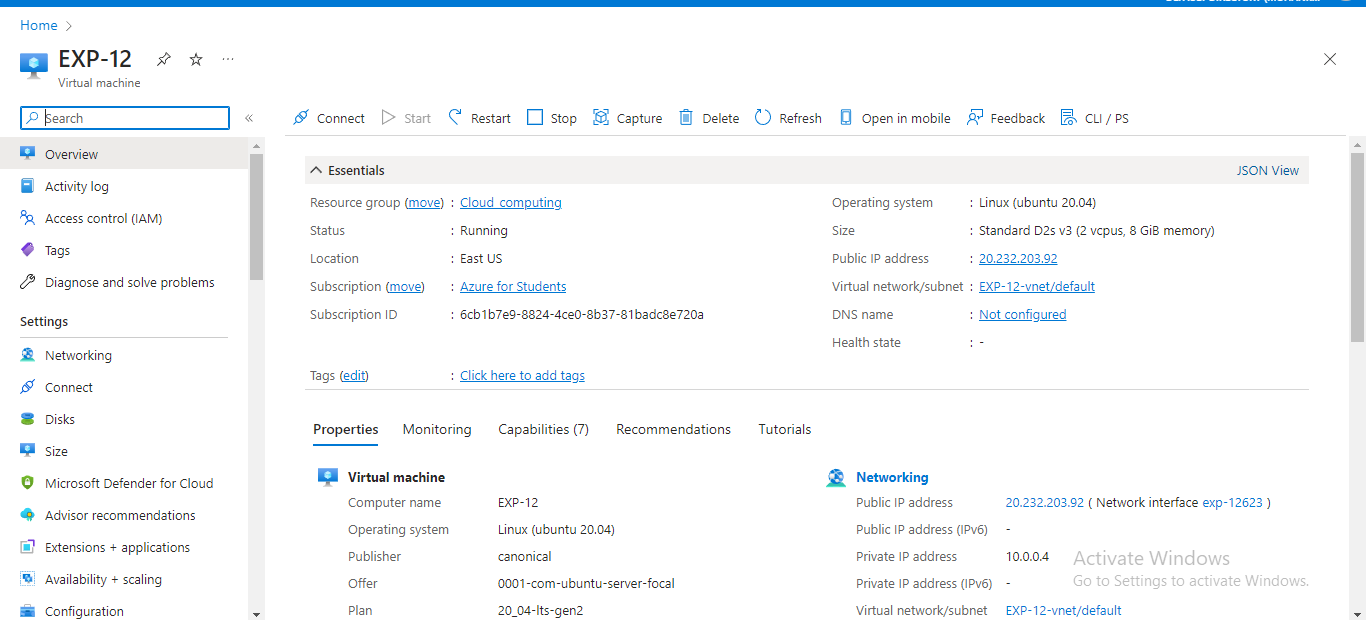 Home >
EXP-12
Virtual machine
Search
«
Connect Start Restart Stop Capture Delete Refresh Open in mobile Feedback CLI / PS
Overview
Activity log
Access control (IAM)
Tags
Diagnose and solve problems
Settings
Networking
Connect
Disks
Size
Microsoft Defender for Cloud
Advisor recommendations
Extensions + applications
Availability + scaling
Configuration
Essentials JSON View
Resource group (move) : Cloud_computing
Status : Running
Location : East US
Subscription (move) : Azure for Students
Subscription ID : 6cb1b7e9-8824-4ce0-8b37-81badc8e720a
Operating system : Linux (ubuntu 20.04)
Size : Standard D2s v3 (2 vcpus, 8 GiB memory)
Public IP address : 20.232.203.92
Virtual network/subnet : EXP-12-vnet/default
DNS name : Not configured
Health state : -
Tags (edit) : Click here to add tags
Properties Monitoring Capabilities (7) Recommendations Tutorials
Virtual machine
Computer name EXP-12
Operating system Linux (ubuntu 20.04)
Publisher canonical
Offer 0001-com-ubuntu-server-focal
Plan 20_04-lts-gen2
Networking
Public IP address 20.232.203.92 ( Network interface exp-12623 )
Public IP address (IPv6) -
Private IP address 10.0.0.4
Private IP address (IPv6) -
Virtual network/subnet EXP-12-vnet/default
Activate Windows
Go to Settings to activate Windows.